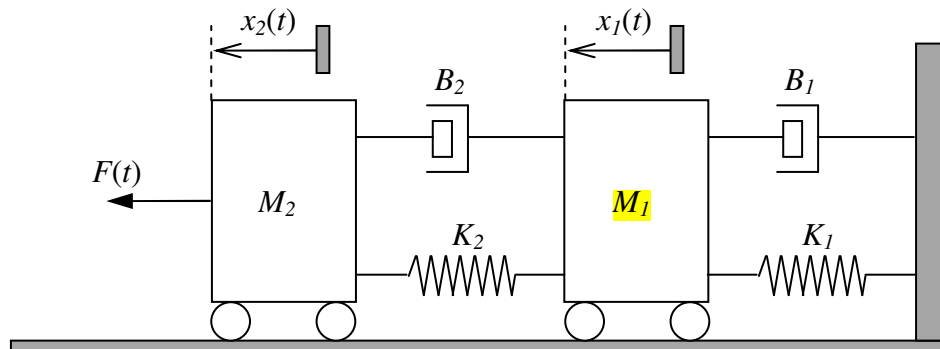 x₂(t)
x₁(t)
B₂
B₁
F(t)
M₂
M₁
K₂
K₁